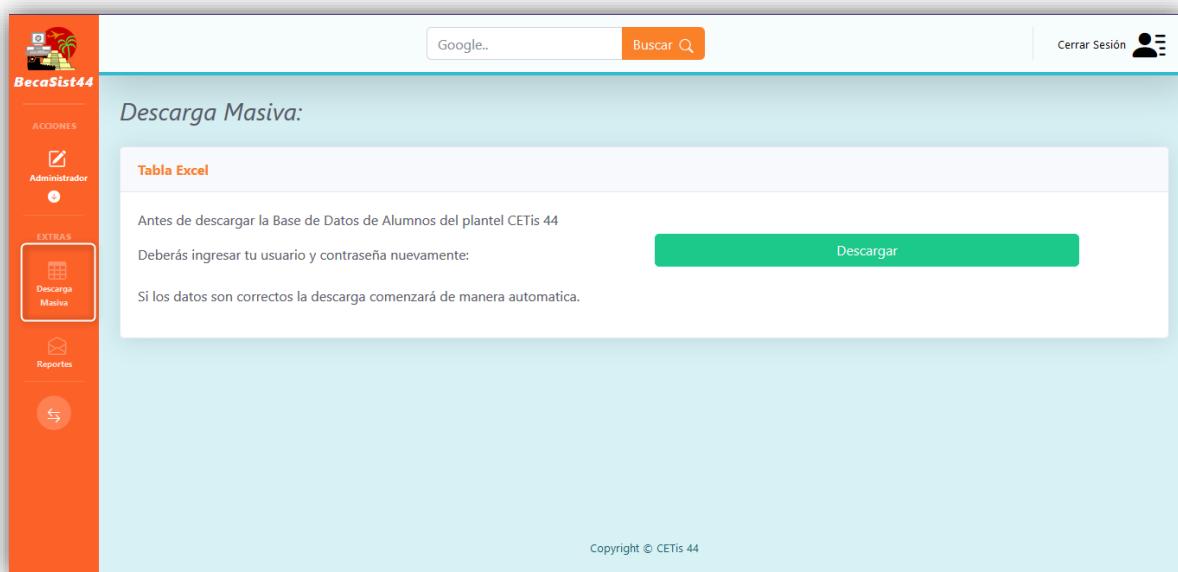 BecaSist44
ACCIONES
Administrador
EXTRAS
Descarga
Masiva
Reportes
Google..
Buscar
Cerrar Sesión
Descarga Masiva:
Tabla Excel
Antes de descargar la Base de Datos de Alumnos del plantel CETis 44
Deberás ingresar tu usuario y contraseña nuevamente:
Si los datos son correctos la descarga comenzará de manera automatica.
Descargar
Copyright © CETis 44